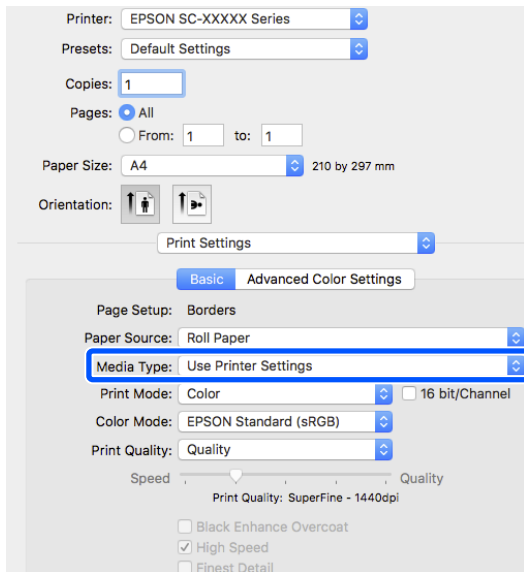 Printer: EPSON SC-XXXXX Series
Presets: Default Settings
Copies: 1
Pages: All
From: 1 to: 1
Paper Size: A4 210 by 297 mm
Orientation:
Print Settings
Basic Advanced Color Settings
Page Setup: Borders
Paper Source: Roll Paper
Media Type: Use Printer Settings
Print Mode: Color 16 bit/Channel
Color Mode: EPSON Standard (sRGB)
Print Quality: Quality
Speed Quality
Print Quality: SuperFine - 1440dpi
Black Enhance Overcoat
High Speed
Finest Detail